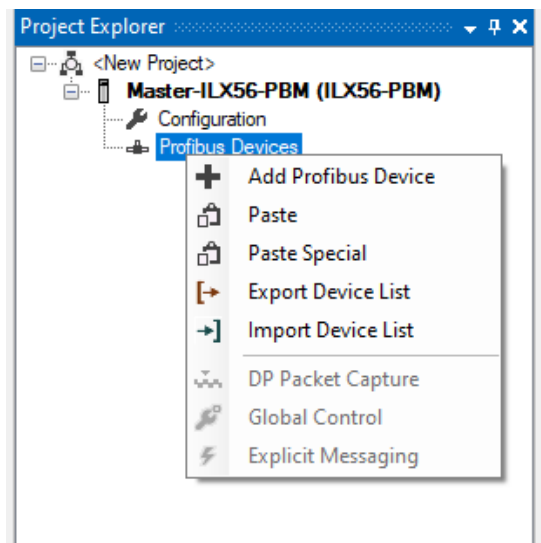 Project Explorer
<New Project>
Master-ILX56-PBM (ILX56-PBM)
Configuration
Profibus Devices
Add Profibus Device
Paste
Paste Special
Export Device List
Import Device List
DP Packet Capture
Global Control
Explicit Messaging